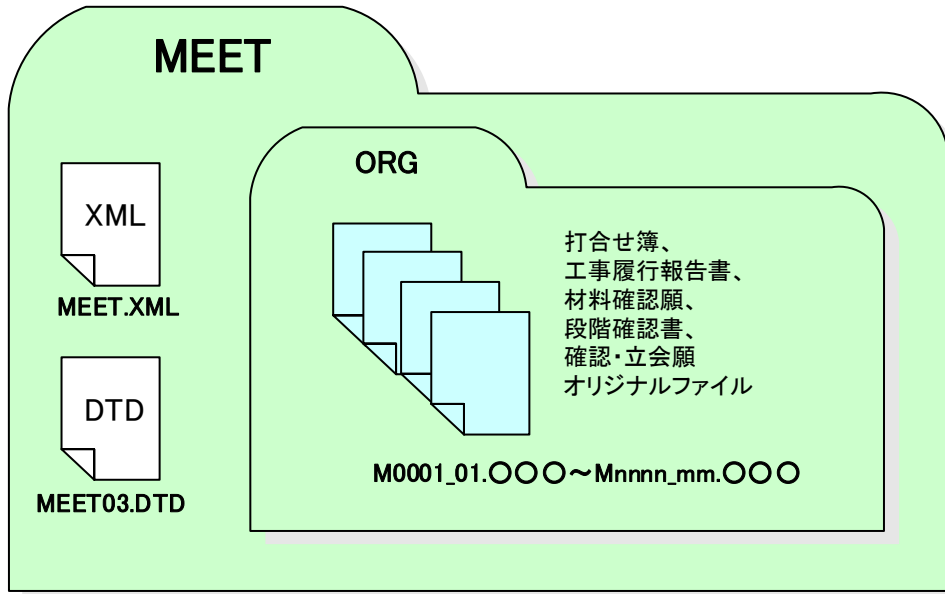 MEET
ORG
XML
MEET.XML
DTD
MEET03.DTD
打合せ簿、
工事履行報告書、
材料確認願、
段階確認書、
確認・立会願
オリジナルファイル
M0001_01.〇〇〇～Mnnnn_mm.〇〇〇